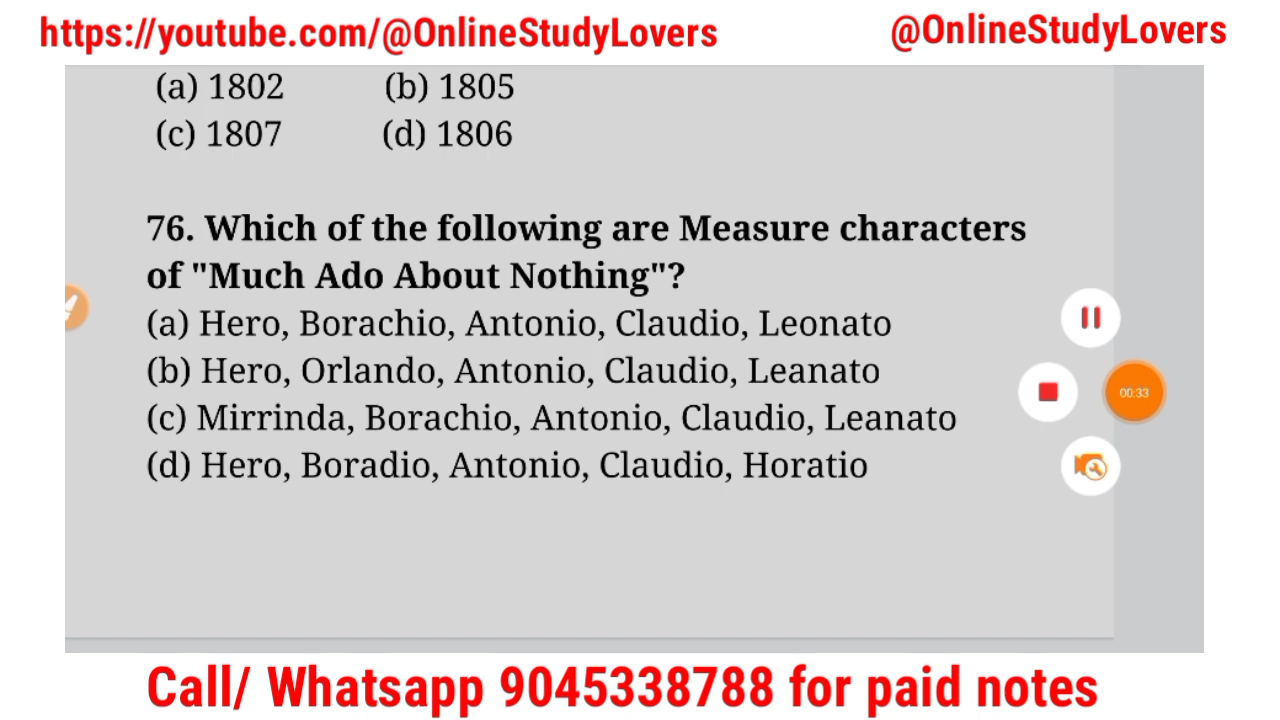 https://youtube.com/@OnlineStudyLovers
@OnlineStudyLovers
(a) 1802 (b) 1805
(c) 1807 (d) 1806
76. Which of the following are Measure characters
of "Much Ado About Nothing"?
(a) Hero, Borachio, Antonio, Claudio, Leonato
(b) Hero, Orlando, Antonio, Claudio, Leanato
(c) Mirrinda, Borachio, Antonio, Claudio, Leanato
(d) Hero, Boradio, Antonio, Claudio, Horatio
00:33
Call/ Whatsapp 9045338788 for paid notes